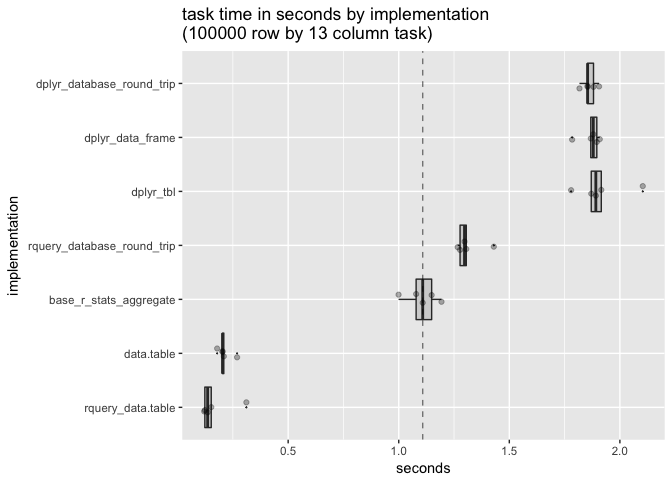 task time in seconds by implementation
(100000 row by 13 column task)
dplyr_database_round_trip
dplyr_data_frame
dplyr_tbl
rquery_database_round_trip
base_r_stats_aggregate
data.table
rquery_data.table
implementation
0.5 1.0 1.5 2.0
seconds